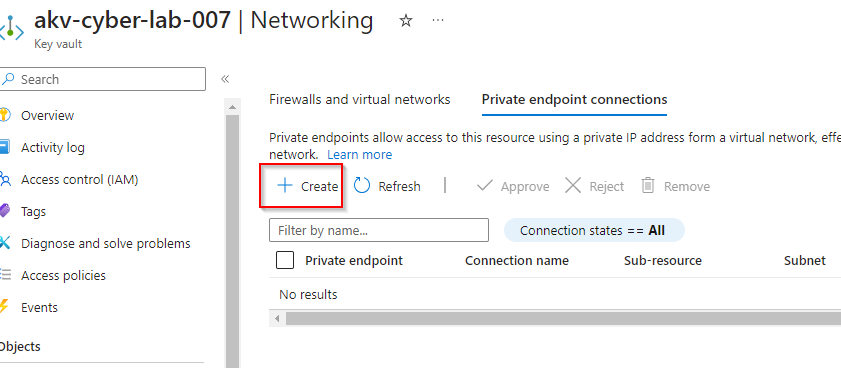 akv-cyber-lab-007 | Networking
Key vault
Search
Overview
Activity log
Access control (IAM)
Tags
Diagnose and solve problems
Access policies
Events
Objects
Firewalls and virtual networks
Private endpoint connections
Private endpoints allow access to this resource using a private IP address form a virtual network, effe
network. Learn more
Create
Refresh
Approve
Reject
Remove
Filter by name...
Connection states == All
Private endpoint
Connection name
Sub-resource
Subnet
No results